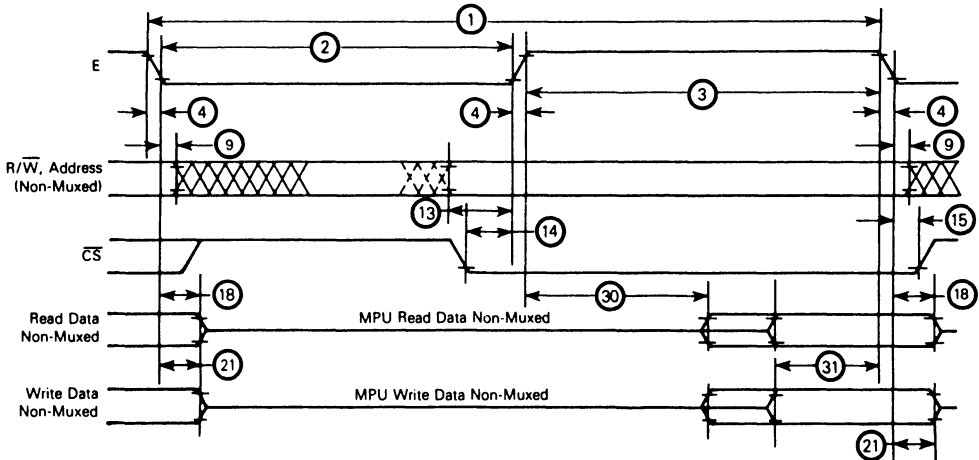 1
2
E
3
4 4 4
9 9
R/W̅, Address
(Non-Muxed)
13
14 15
C̅S̅
18 30 18
Read Data
Non-Muxed
MPU Read Data Non-Muxed
21 31
Write Data
Non-Muxed
MPU Write Data Non-Muxed
21